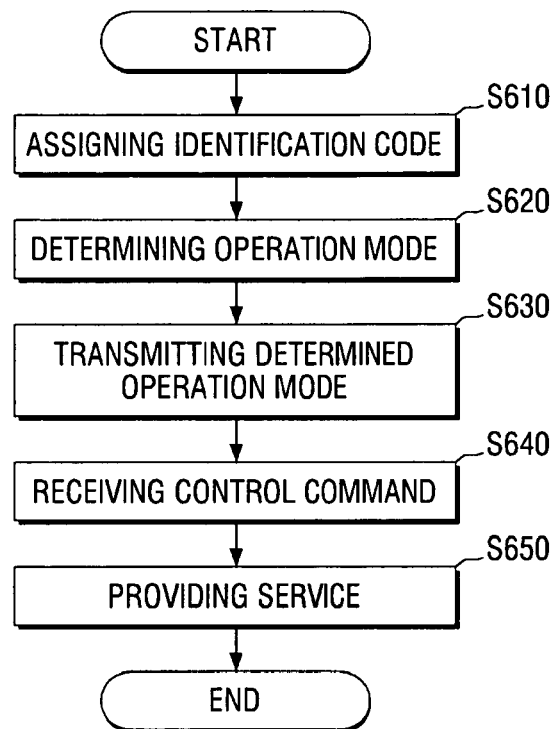 START
S610
ASSIGNING IDENTIFICATION CODE
S620
DETERMINING OPERATION MODE
S630
TRANSMITTING DETERMINED
OPERATION MODE
S640
RECEIVING CONTROL COMMAND
S650
PROVIDING SERVICE
END